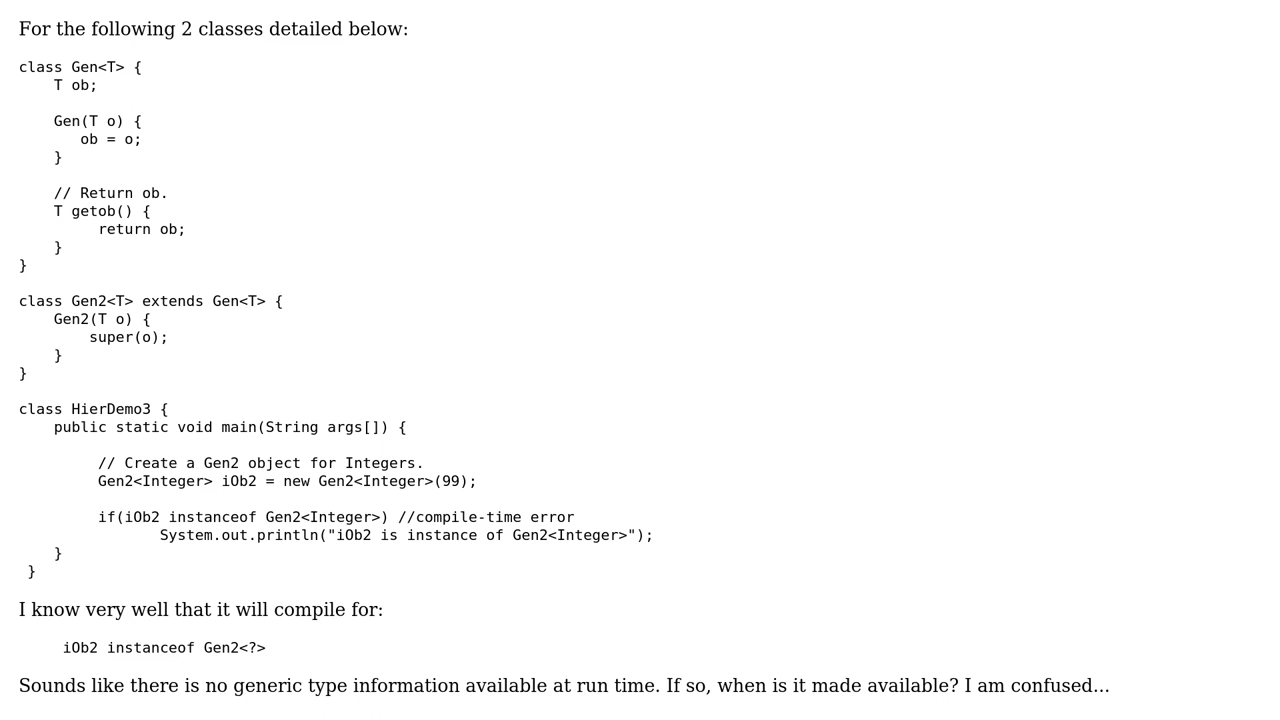 For the following 2 classes detailed below:
class Gen<T> {
    T ob;

    Gen(T o) {
       ob = o;
    }

    // Return ob.
    T getob() {
         return ob;
    }
}

class Gen2<T> extends Gen<T> {
    Gen2(T o) {
        super(o);
    }
}

class HierDemo3 {
    public static void main(String args[]) {

         // Create a Gen2 object for Integers.
         Gen2<Integer> iOb2 = new Gen2<Integer>(99);

         if(iOb2 instanceof Gen2<Integer>) //compile-time error
                System.out.println("iOb2 is instance of Gen2<Integer>");
    }
 }
I know very well that it will compile for:
     iOb2 instanceof Gen2<?>
Sounds like there is no generic type information available at run time. If so, when is it made available? I am confused...